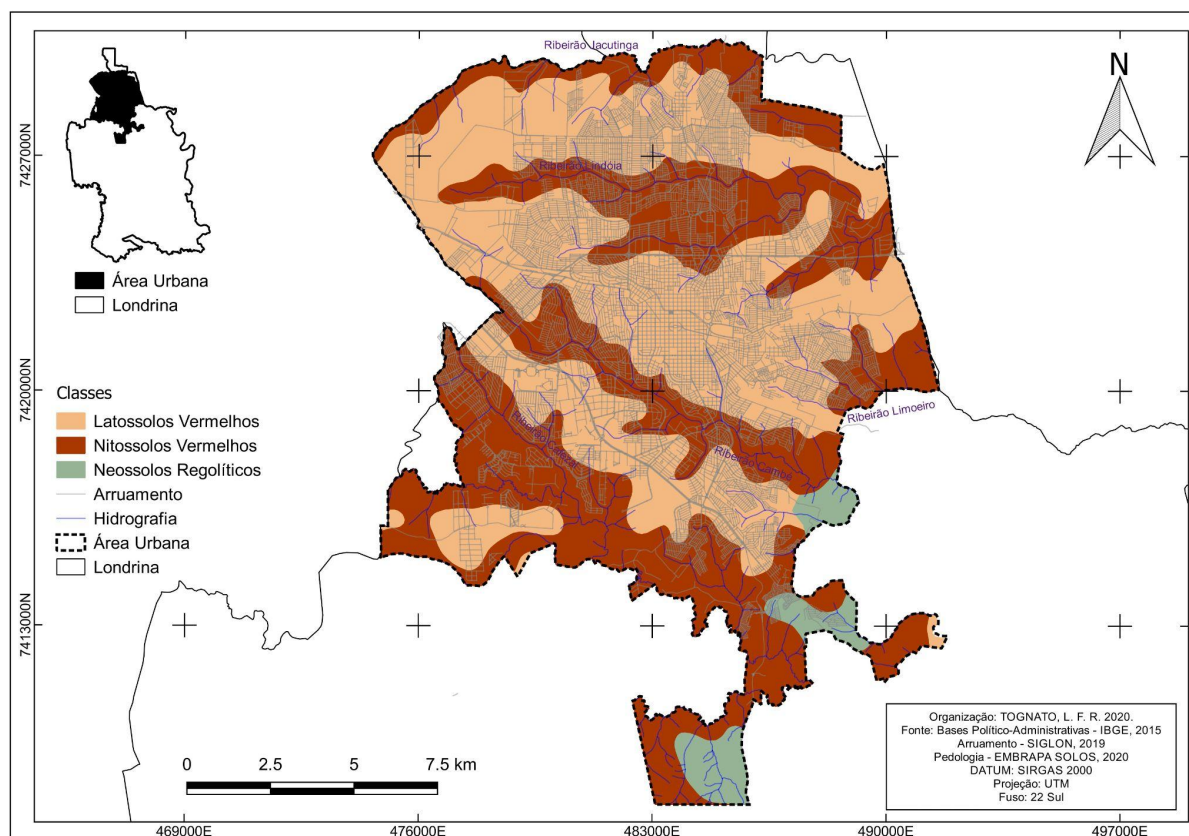 Ribeirão Jacutinga
N
7427000N
Ribeirão Lindóia
Área Urbana
Londrina
7420000N
Classes
Latossolos Vermelhos
Nitossolos Vermelhos
Neossolos Regolíticos
Arruamento
Hidrografia
Área Urbana
Londrina
Ribeirão Limoeiro
Ribeirão Cambé
7413000N
0 2.5 5 7.5 km
Organização: TOGNATO, L. F. R. 2020.
Fonte: Bases Político-Administrativas - IBGE, 2015
Arruamento - SIGLON, 2019
Pedologia - EMBRAPA SOLOS, 2020
DATUM: SIRGAS 2000
Projeção: UTM
Fuso: 22 Sul
469000E 476000E 483000E 490000E 497000E